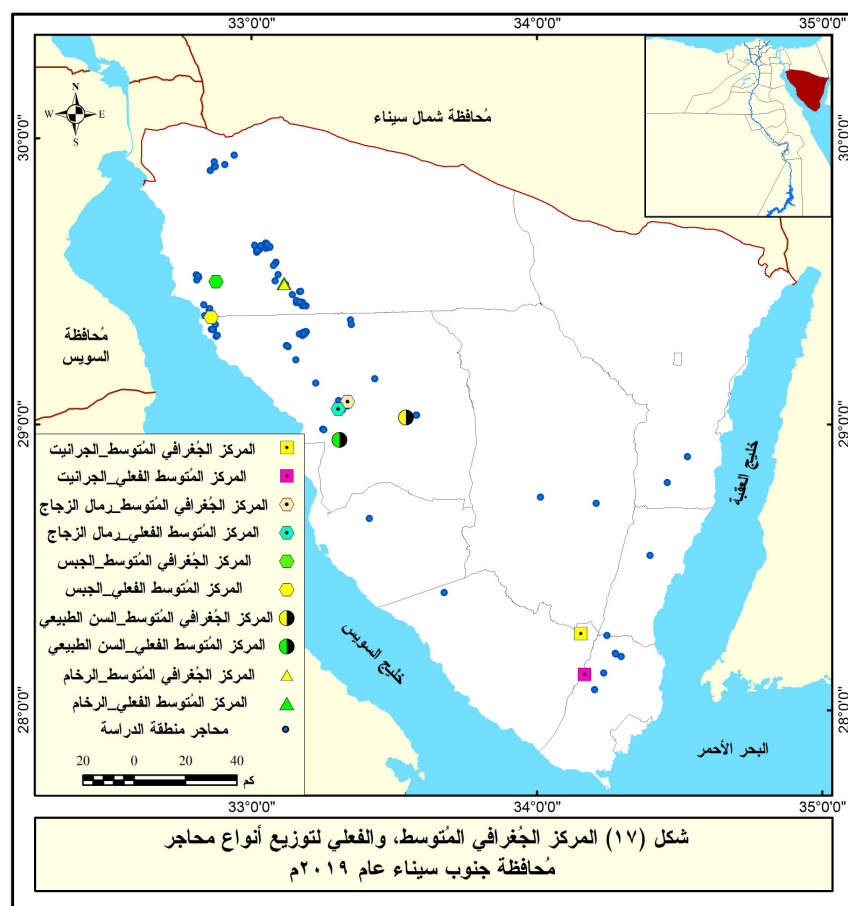 33°0'0"
34°0'0"
35°0'0"
N
W E
S
مُحافظة شمال سيناء
30°0'0"
30°0'0"
مُحافظة
السويس
29°0'0"
29°0'0"
خليج العقبة
خليج السويس
البحر الأحمر
28°0'0"
28°0'0"
المركز الجُغرافي المُتوسط_الجرانيت
المركز المُتوسط الفعلي_الجرانيت
المركز الجُغرافي المُتوسط_رمال الزجاج
المركز المُتوسط الفعلي_رمال الزجاج
المركز الجُغرافي المُتوسط_الجبس
المركز المُتوسط الفعلي_الجبس
المركز الجُغرافي المُتوسط_السن الطبيعي
المركز المُتوسط الفعلي_السن الطبيعي
المركز الجُغرافي المُتوسط_الرخام
المركز المُتوسط الفعلي_الرخام
محاجر منطقة الدراسة
20 0 20 40
كم
33°0'0"
34°0'0"
35°0'0"
شكل (١٧) المركز الجُغرافي المُتوسط، والفعلي لتوزيع أنواع محاجر
مُحافظة جنوب سيناء عام ٢٠١٩م